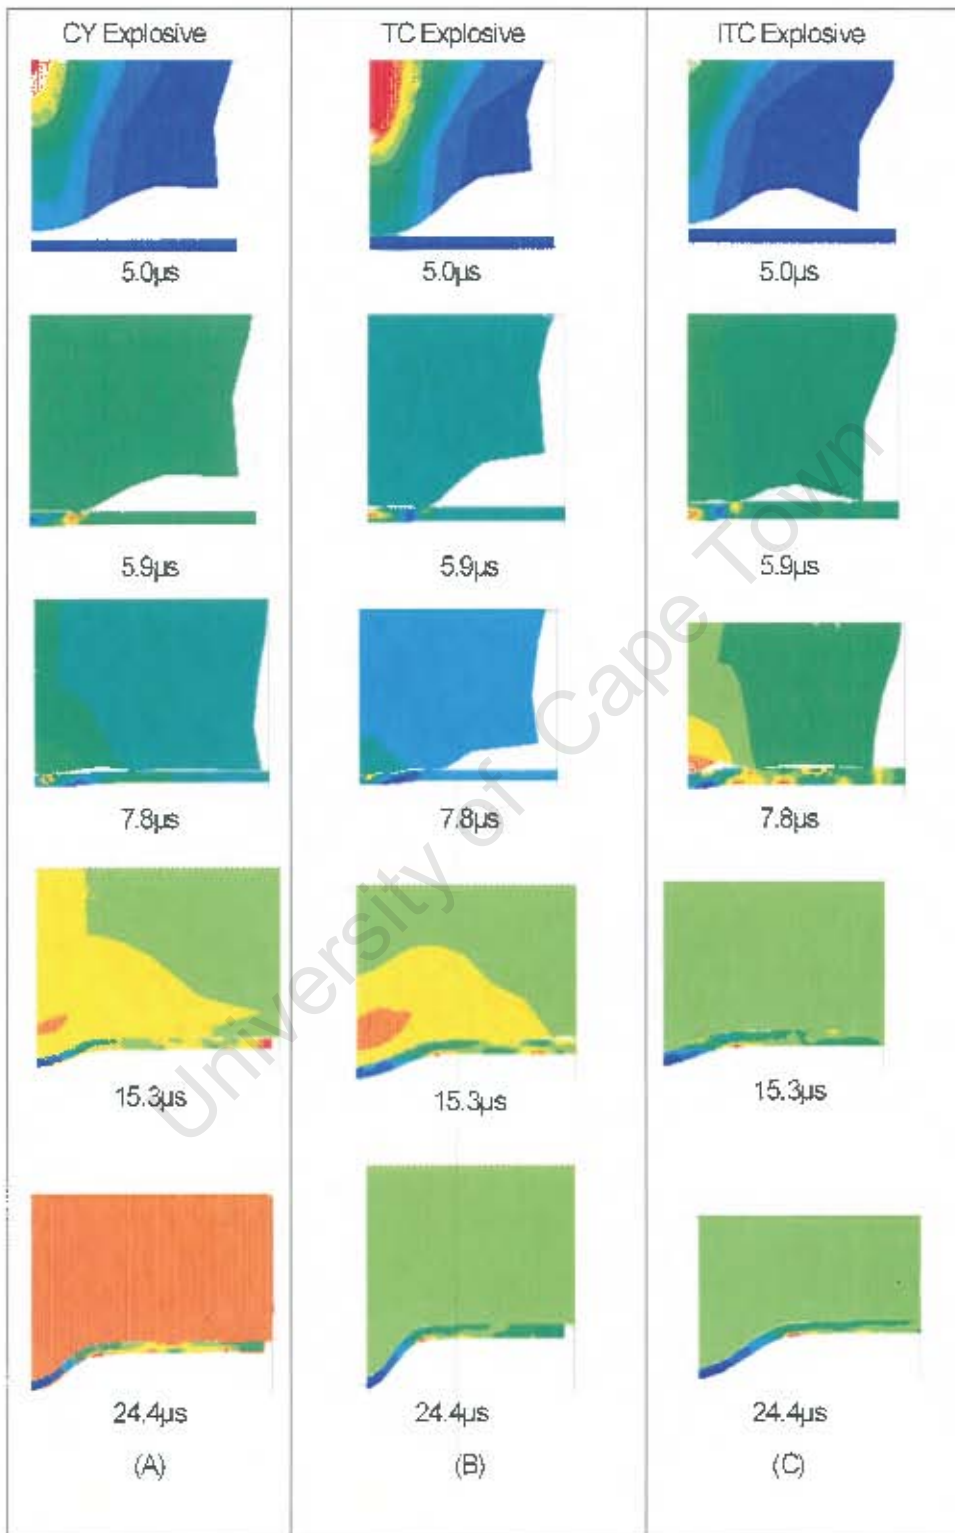 CY Explosive TC Explosive ITC Explosive
5.0µs 5.0µs 5.0µs
5.9µs 5.9µs 5.9µs
7.8µs 7.8µs 7.8µs
15.3µs 15.3µs 15.3µs
24.4µs 24.4µs 24.4µs
(A) (B) (C)
University of Cape Town